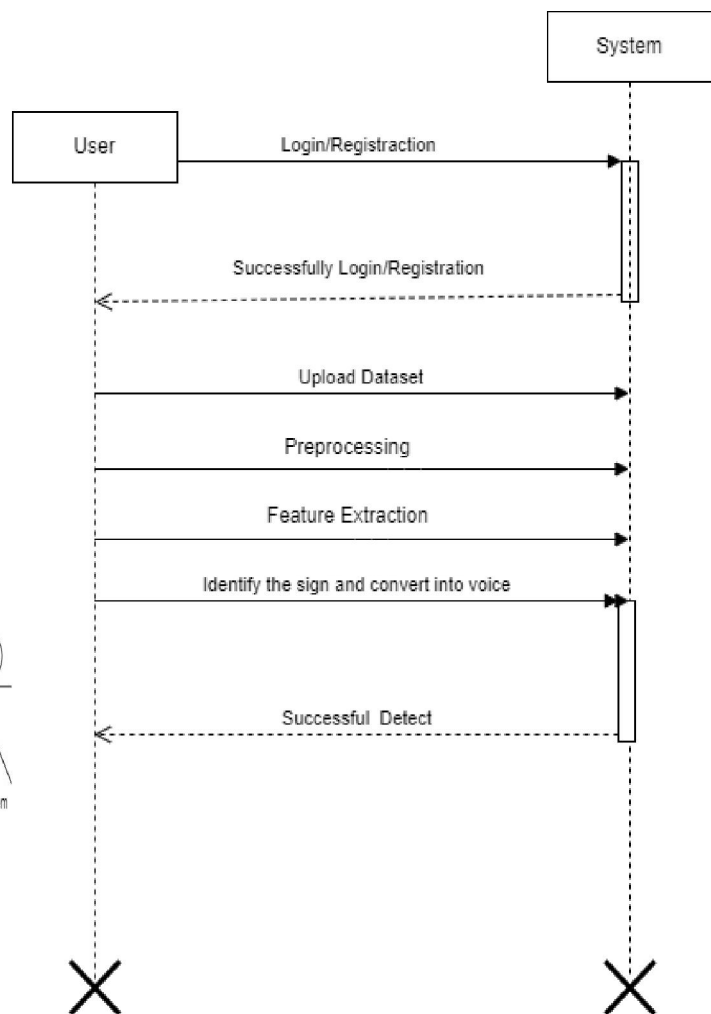 System
User
Login/Registraction
Successfully Login/Registration
Upload Dataset
Preprocessing
Feature Extraction
Identify the sign and convert into voice
Successful Detect
m